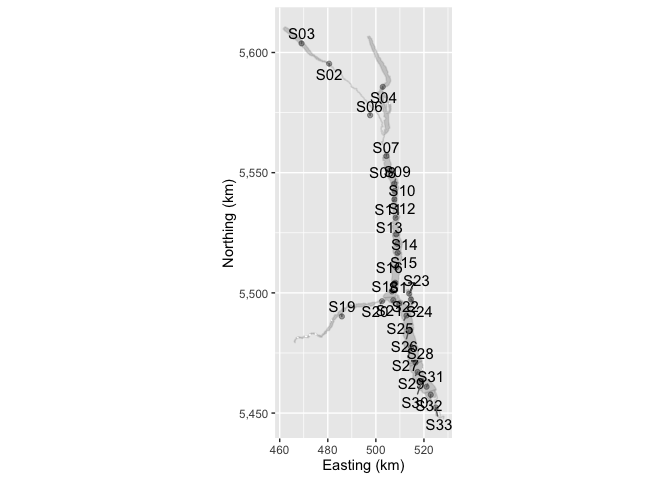 S03
5,600
S02
S04
S06
S07
5,550
S08
S09
S10
S12
S13
S14
S15
S16
S23
S18
5,500
S19
S20
S22
S24
S25
S26
S28
S27
S31
S29
S30
S32
5,450
S33
460
480
500
520
Easting (km)
Northing (km)